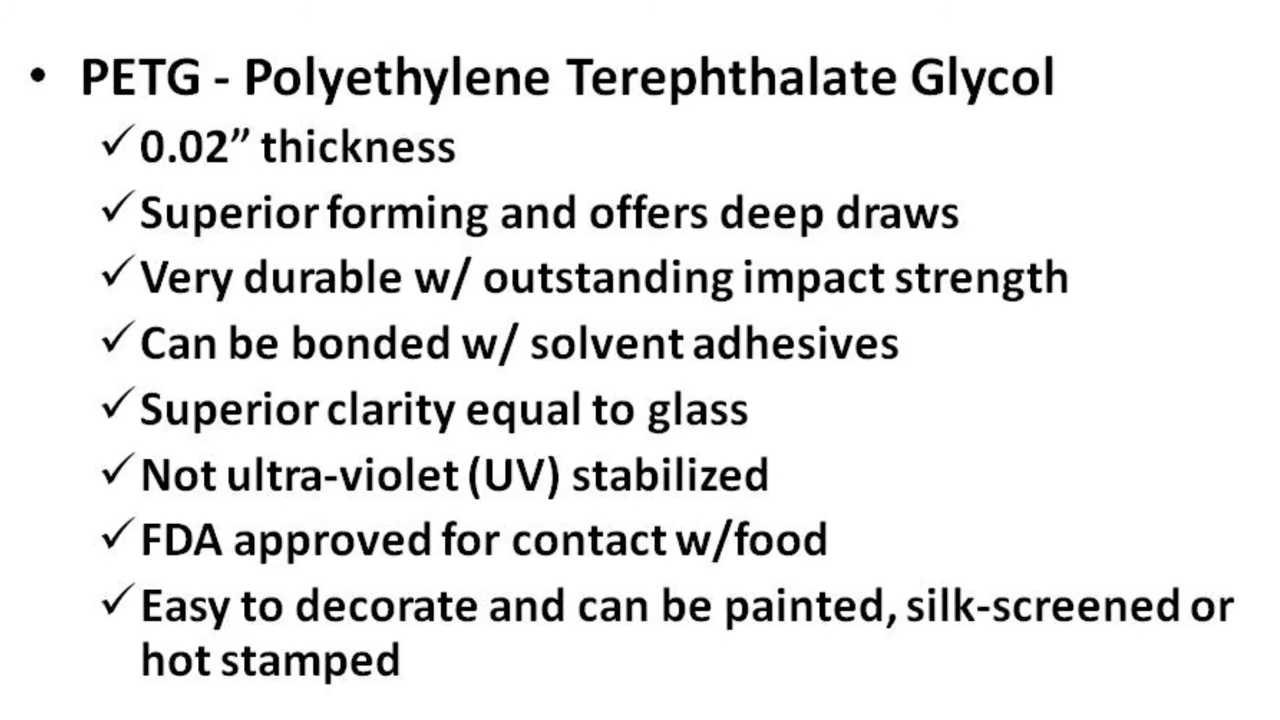 • PETG - Polyethylene Terephthalate Glycol
✓ 0.02” thickness
✓ Superior forming and offers deep draws
✓ Very durable w/ outstanding impact strength
✓ Can be bonded w/ solvent adhesives
✓ Superior clarity equal to glass
✓ Not ultra-violet (UV) stabilized
✓ FDA approved for contact w/food
✓ Easy to decorate and can be painted, silk-screened or
hot stamped